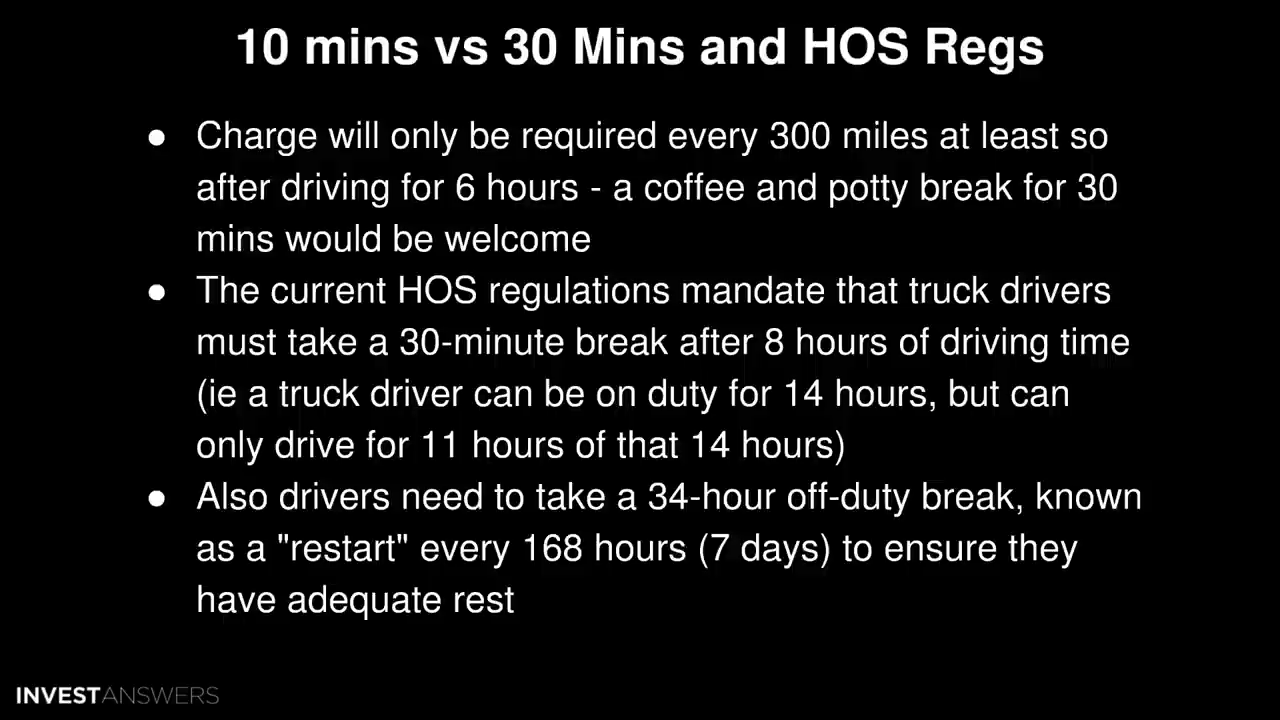 10 mins vs 30 Mins and HOS Regs
● Charge will only be required every 300 miles at least so
after driving for 6 hours - a coffee and potty break for 30
mins would be welcome
● The current HOS regulations mandate that truck drivers
must take a 30-minute break after 8 hours of driving time
(ie a truck driver can be on duty for 14 hours, but can
only drive for 11 hours of that 14 hours)
● Also drivers need to take a 34-hour off-duty break, known
as a "restart" every 168 hours (7 days) to ensure they
have adequate rest
INVESTANSWERS